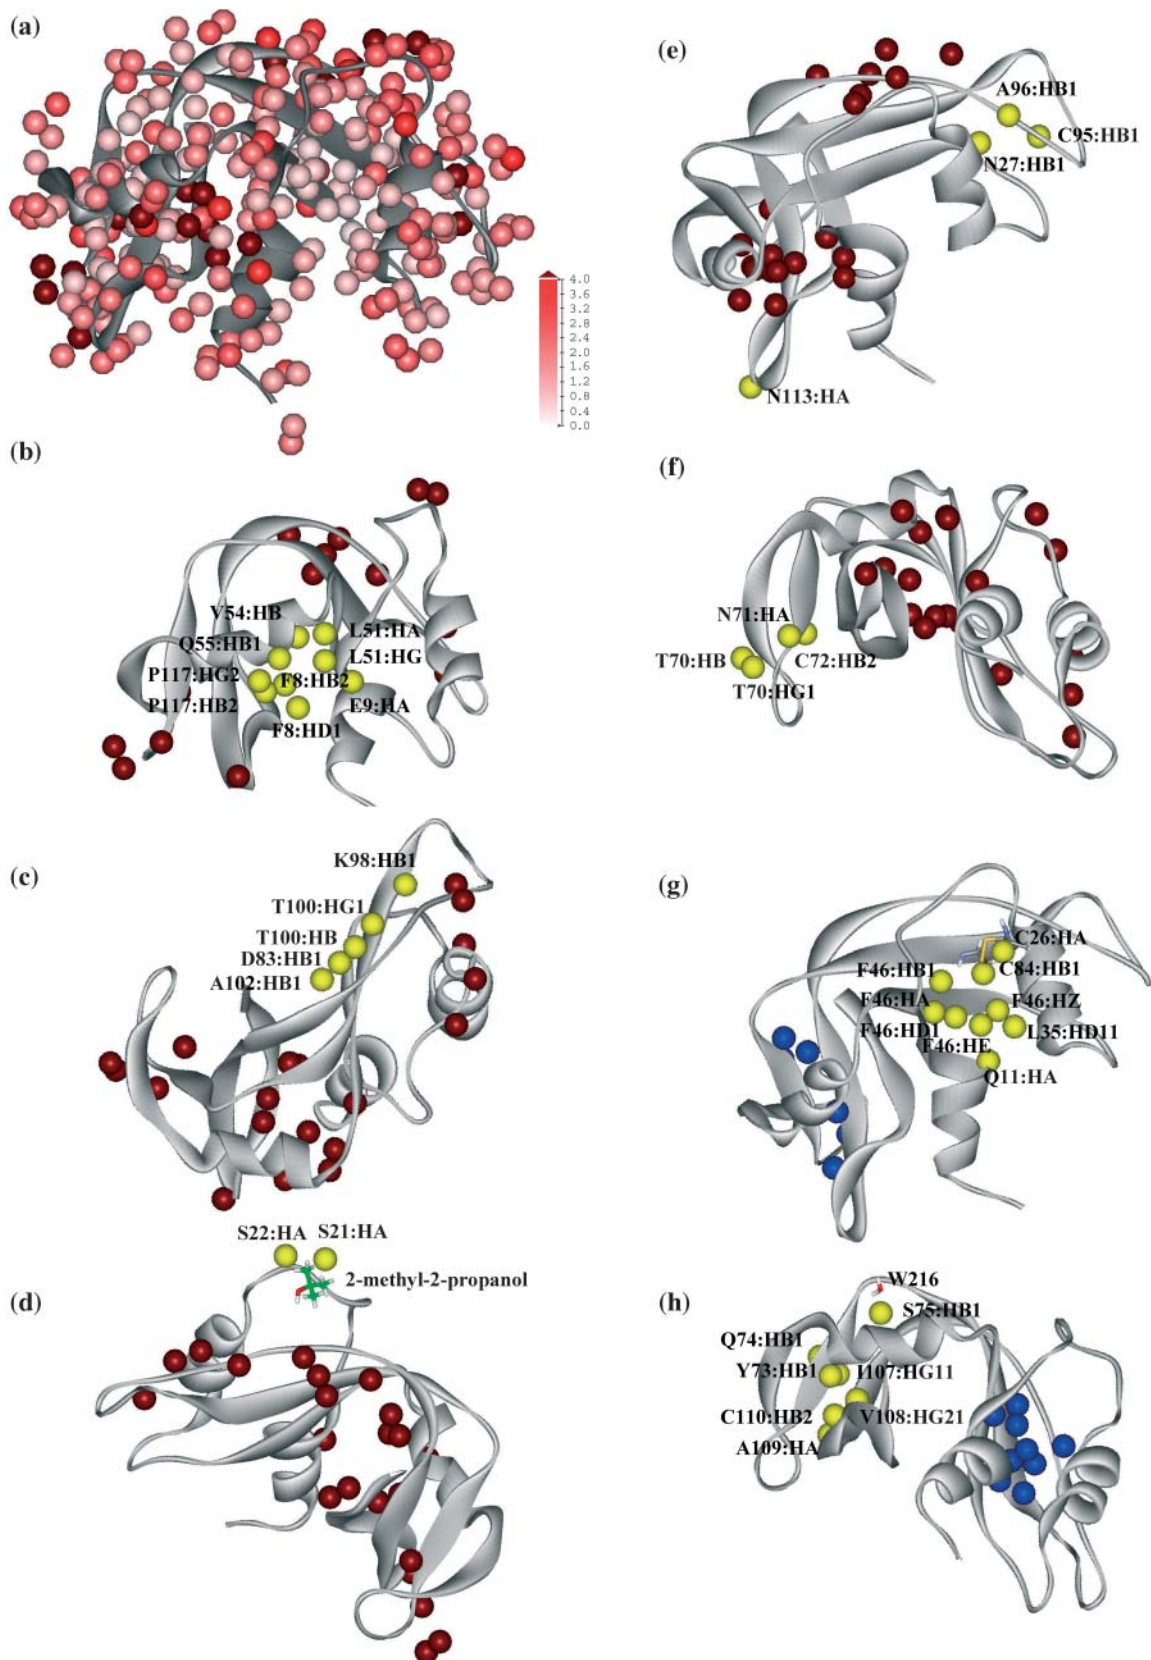 (a)
4.0
3.6
3.2
2.8
2.4
2.0
1.6
1.2
0.8
0.4
0.0
(b)
V54:HB
L51:HA
Q55:HB1
L51:HG
P117:HG2
F8:HB2
P117:HB2
E9:HA
F8:HD1
(c)
K98:HB1
T100:HG1
T100:HB
D83:HB1
A102:HB1
(d)
S22:HA
S21:HA
2-methyl-2-propanol
(e)
A96:HB1
C95:HB1
N27:HB1
N113:HA
(f)
N71:HA
T70:HB
C72:HB2
T70:HG1
(g)
C26:HA
F46:HB1
C84:HB1
F46:HA
F46:HZ
F46:HD1
L35:HD11
F46:HE
Q11:HA
(h)
W216
S75:HB1
Q74:HB1
Y73:HB1
I107:HG11
C110:HB2
V108:HG21
A109:HA